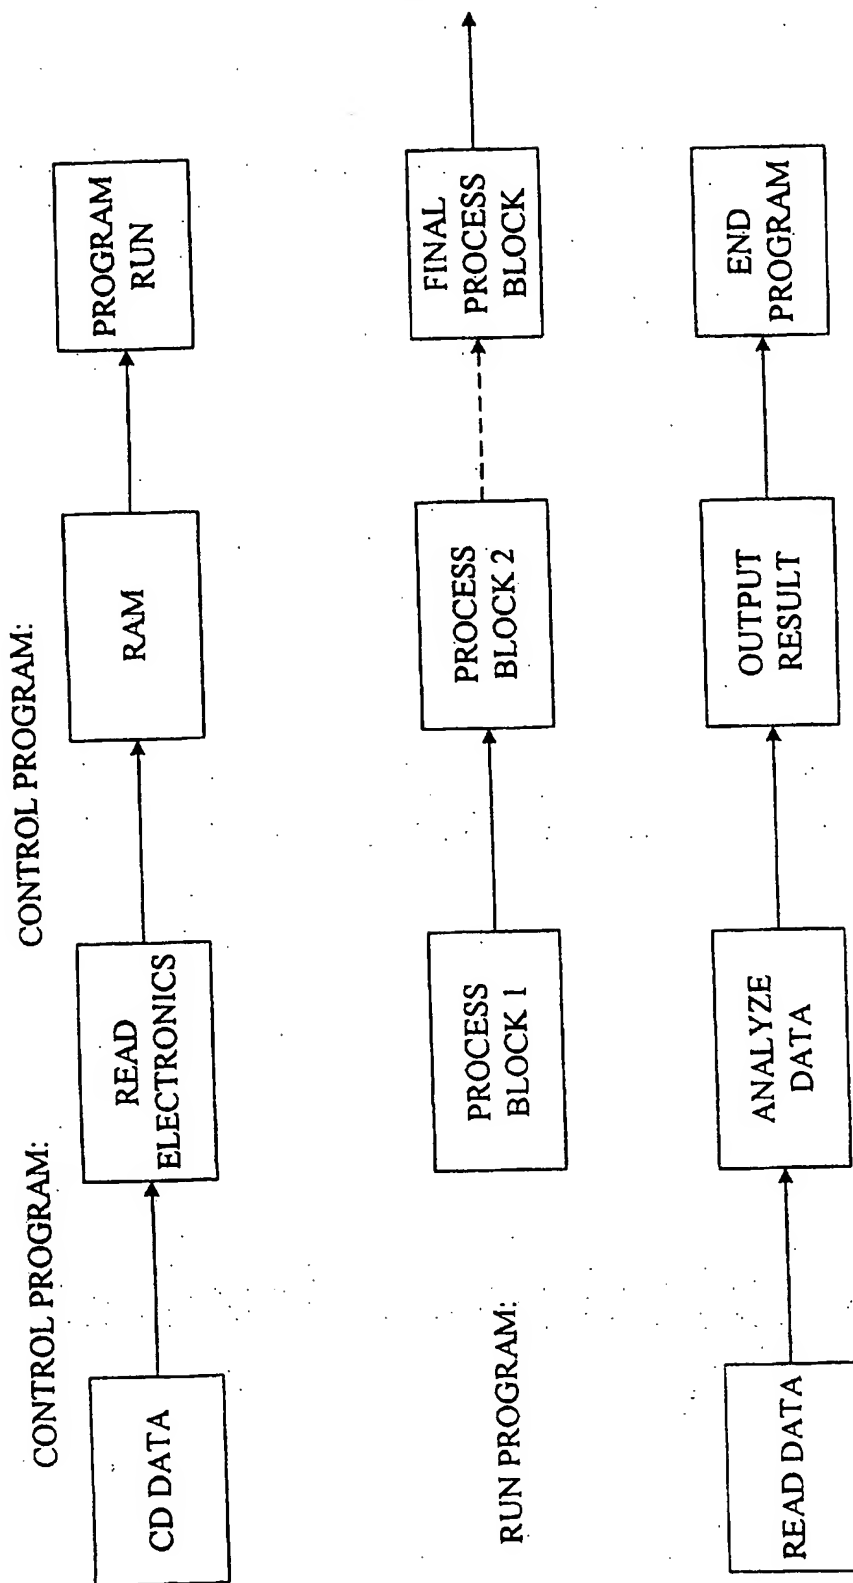 CONTROL PROGRAM:
CONTROL PROGRAM:
CD DATA
READ
ELECTRONICS
RAM
PROGRAM
RUN
PROCESS
BLOCK 1
PROCESS
BLOCK 2
FINAL
PROCESS
BLOCK
RUN PROGRAM:
READ DATA
ANALYZE
DATA
OUTPUT
RESULT
END
PROGRAM